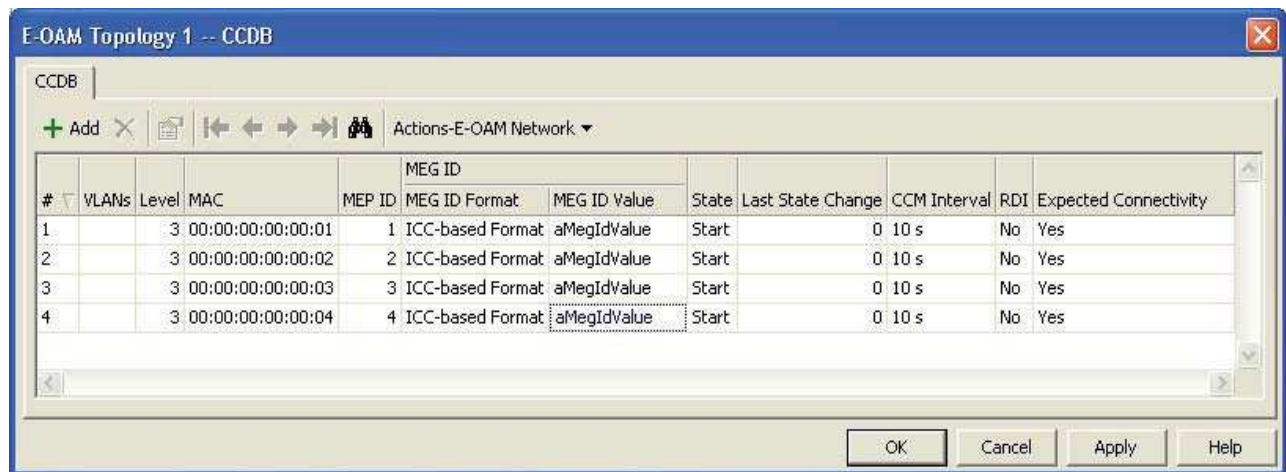 E-OAM Topology 1 -- CCDB
CCDB
Add Actions-E-OAM Network
MEG ID
# VLANs Level MAC MEP ID MEG ID Format MEG ID Value State Last State Change CCM Interval RDI Expected Connectivity
1 3 00:00:00:00:00:01 1 ICC-based Format aMegIdValue Start 0 10 s No Yes
2 3 00:00:00:00:00:02 2 ICC-based Format aMegIdValue Start 0 10 s No Yes
3 3 00:00:00:00:00:03 3 ICC-based Format aMegIdValue Start 0 10 s No Yes
4 3 00:00:00:00:00:04 4 ICC-based Format aMegIdValue Start 0 10 s No Yes
OK Cancel Apply Help